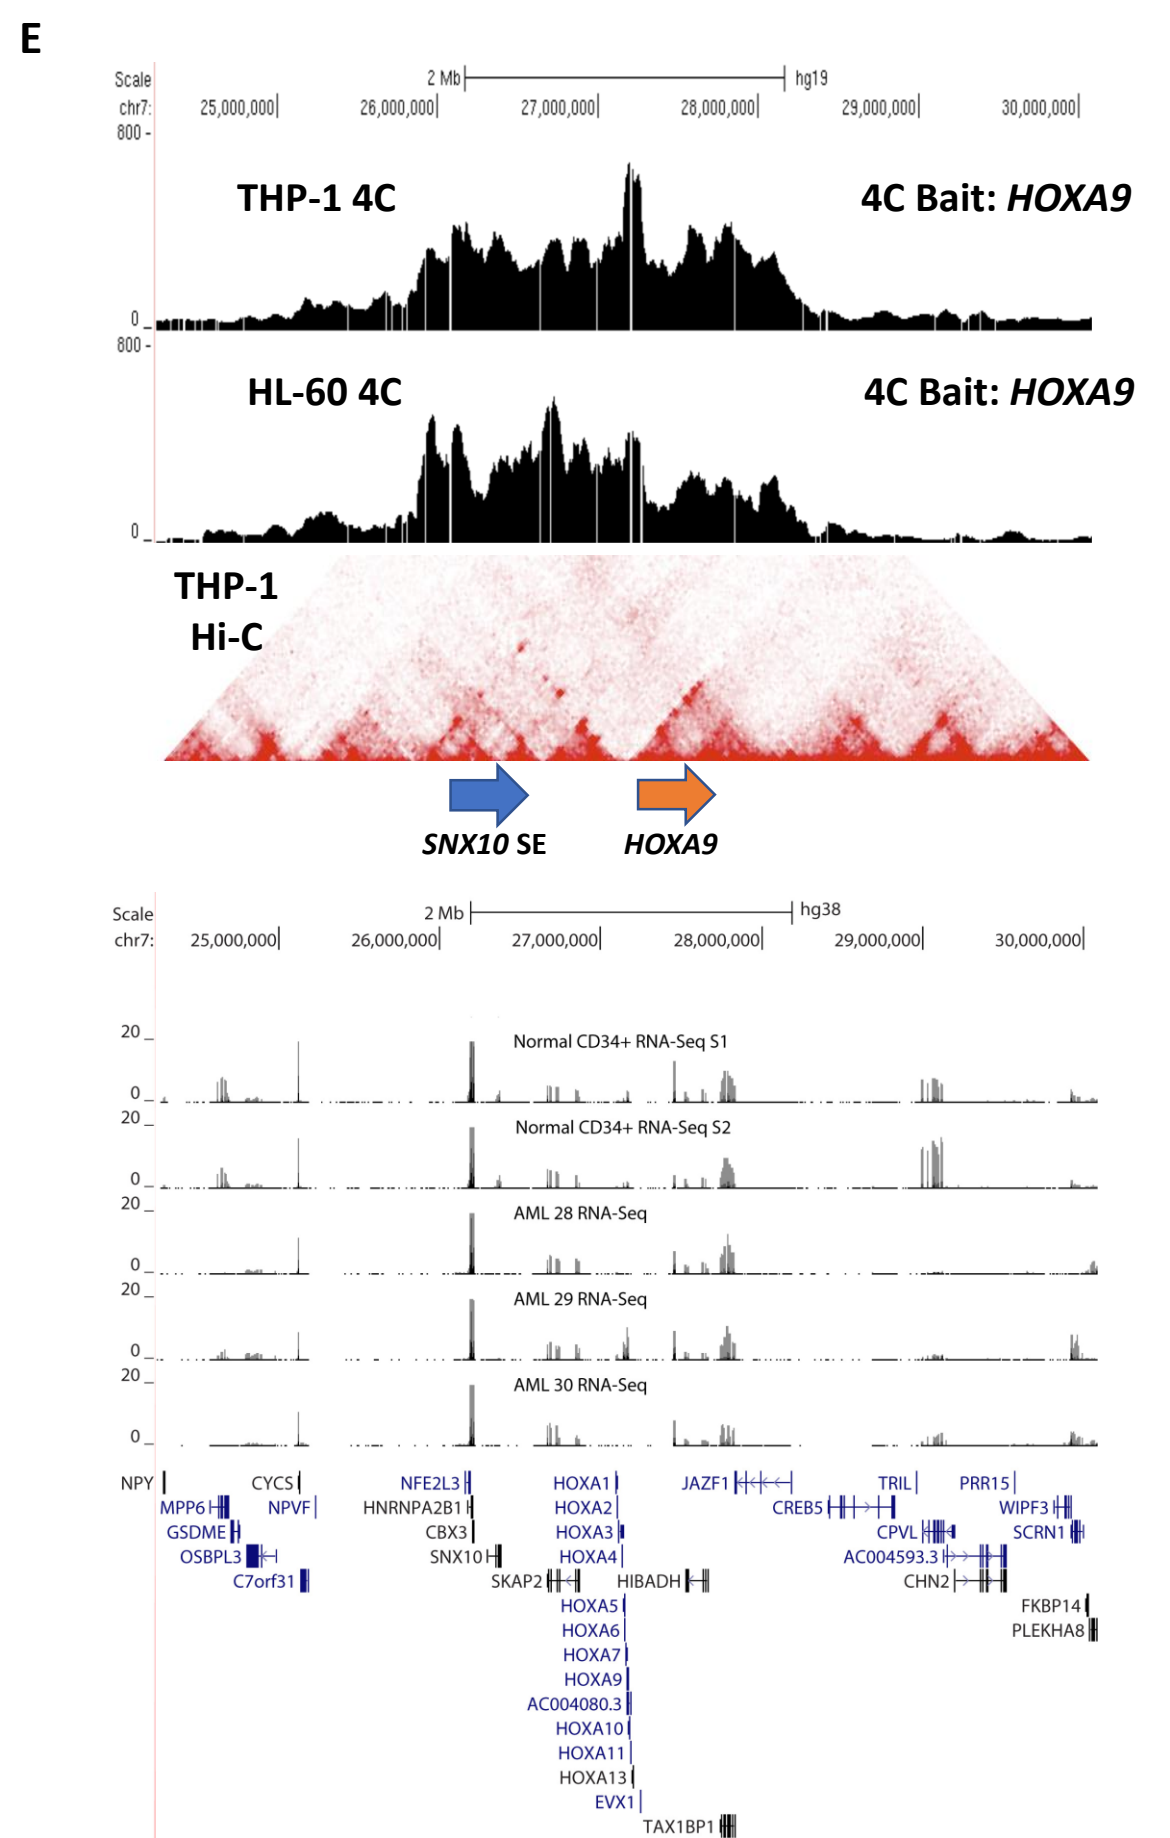 E
Scale 2 Mb hg19
chr7: 25,000,000 26,000,000 27,000,000 28,000,000 29,000,000 30,000,000
800
THP-1 4C 4C Bait: HOXA9
0
800
HL-60 4C 4C Bait: HOXA9
0
THP-1
Hi-C
SNX10 SE HOXA9
Scale 2 Mb hg38
chr7: 25,000,000 26,000,000 27,000,000 28,000,000 29,000,000 30,000,000
20
Normal CD34+ RNA-Seq S1
0
20
Normal CD34+ RNA-Seq S2
0
20
AML 28 RNA-Seq
0
20
AML 29 RNA-Seq
0
20
AML 30 RNA-Seq
0
NPY CYCS NFE2L3 HOXA1 JAZF1 TRIL PRR15
MPP6 NPVF HNRNPA2B1 HOXA2 CREB5 WIPF3
GSDME CBX3 HOXA3 CPVL SCRN1
OSBPL3 SNX10 HOXA4 AC004593.3
C7orf31 SKAP2 HIBADH CHN2
HOXA5 FKBP14
HOXA6 PLEKHA8
HOXA7
HOXA9
AC004080.3
HOXA10
HOXA11
HOXA13
EVX1
TAX1BP1